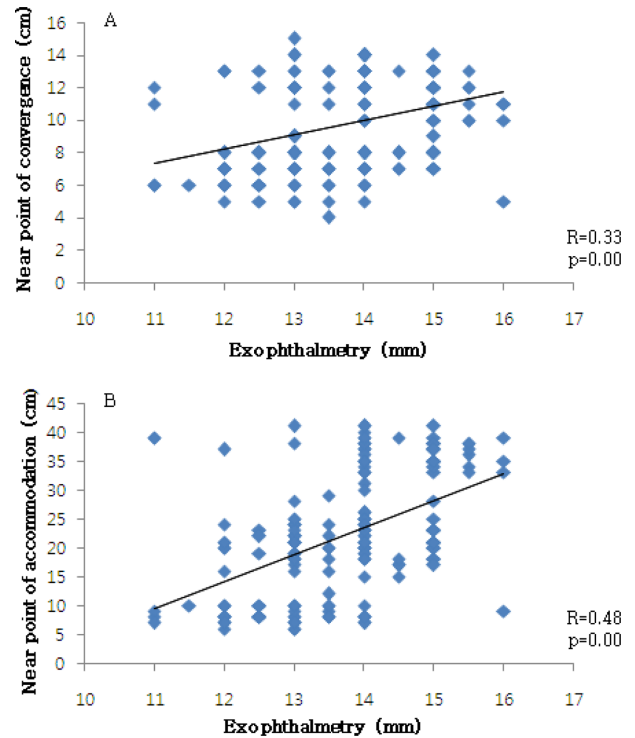 A
Near point of convergence (cm)
16
14
12
10
8
6
4
2
0
R=0.33
p=0.00
10 11 12 13 14 15 16 17
Exophthalmetry (mm)
B
Near point of accommodation (cm)
45
40
35
30
25
20
15
10
5
0
R=0.48
p=0.00
10 11 12 13 14 15 16 17
Exophthalmetry (mm)